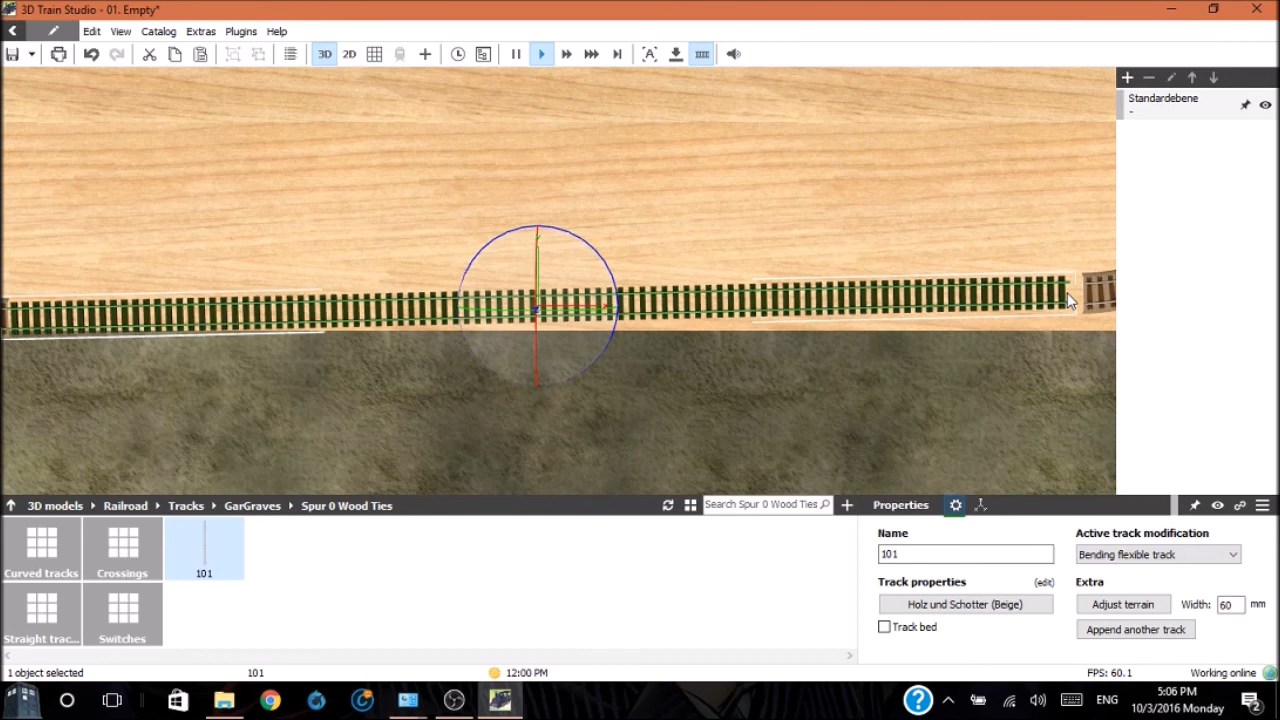 3D Train Studio - 01. Empty*
Edit View Catalog Extras Plugins Help
3D 2D
Standardebene
-
3D models Railroad Tracks GarGraves Spur 0 Wood Ties
Search Spur 0 Wood Ties
Properties
Curved tracks
Crossings
101
Straight trac...
Switches
Name
101
Track properties (edit)
Holz und Schotter (Beige)
Track bed
Active track modification
Bending flexible track
Extra
Adjust terrain Width: 60 mm
Append another track
1 object selected 101 12:00 PM FPS: 60.1 Working online
ENG
5:06 PM
10/3/2016 Monday
2